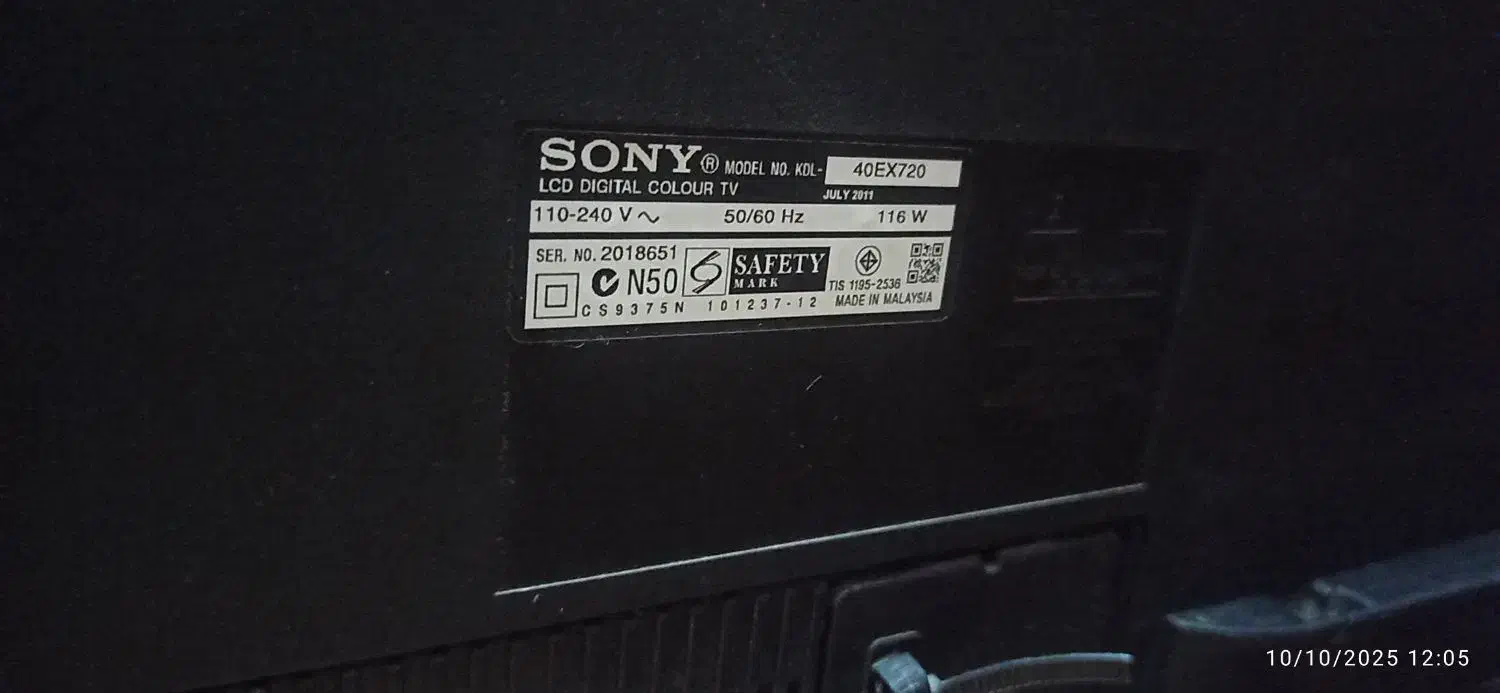 SONY® MODEL NO. KDL- 40EX720
LCD DIGITAL COLOUR TV JULY 2011
110-240 V ~ 50/60 Hz 116 W
SER. NO. 2018651
N50 SAFETY MARK TIS 1195-2536
CS9375N 101237-12 MADE IN MALAYSIA
10/10/2025 12:05